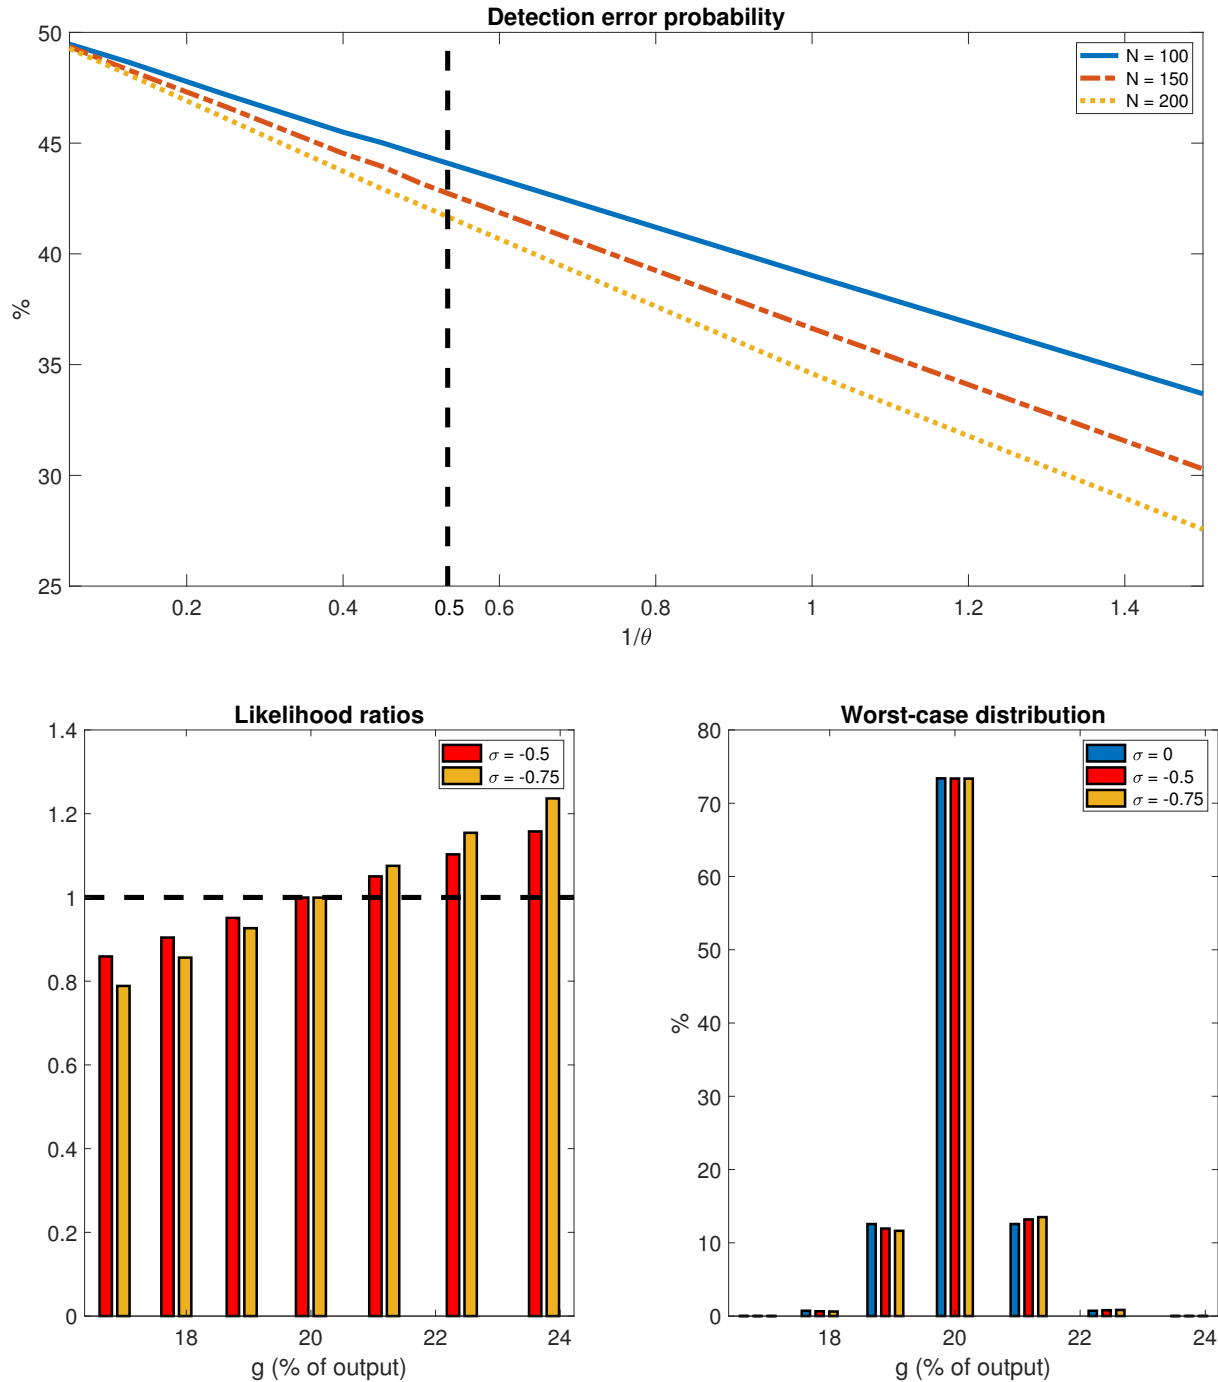 Detection error probability
50
45
40
35
30
25
%
N = 100
N = 150
N = 200
0.2
0.4
0.5
0.6
0.8
1
1.2
1.4
1/θ
Likelihood ratios
1.4
1.2
1
0.8
0.6
0.4
0.2
0
σ = -0.5
σ = -0.75
18
20
22
24
g (% of output)
Worst-case distribution
80
70
60
50
40
30
20
10
0
%
σ = 0
σ = -0.5
σ = -0.75
18
20
22
24
g (% of output)